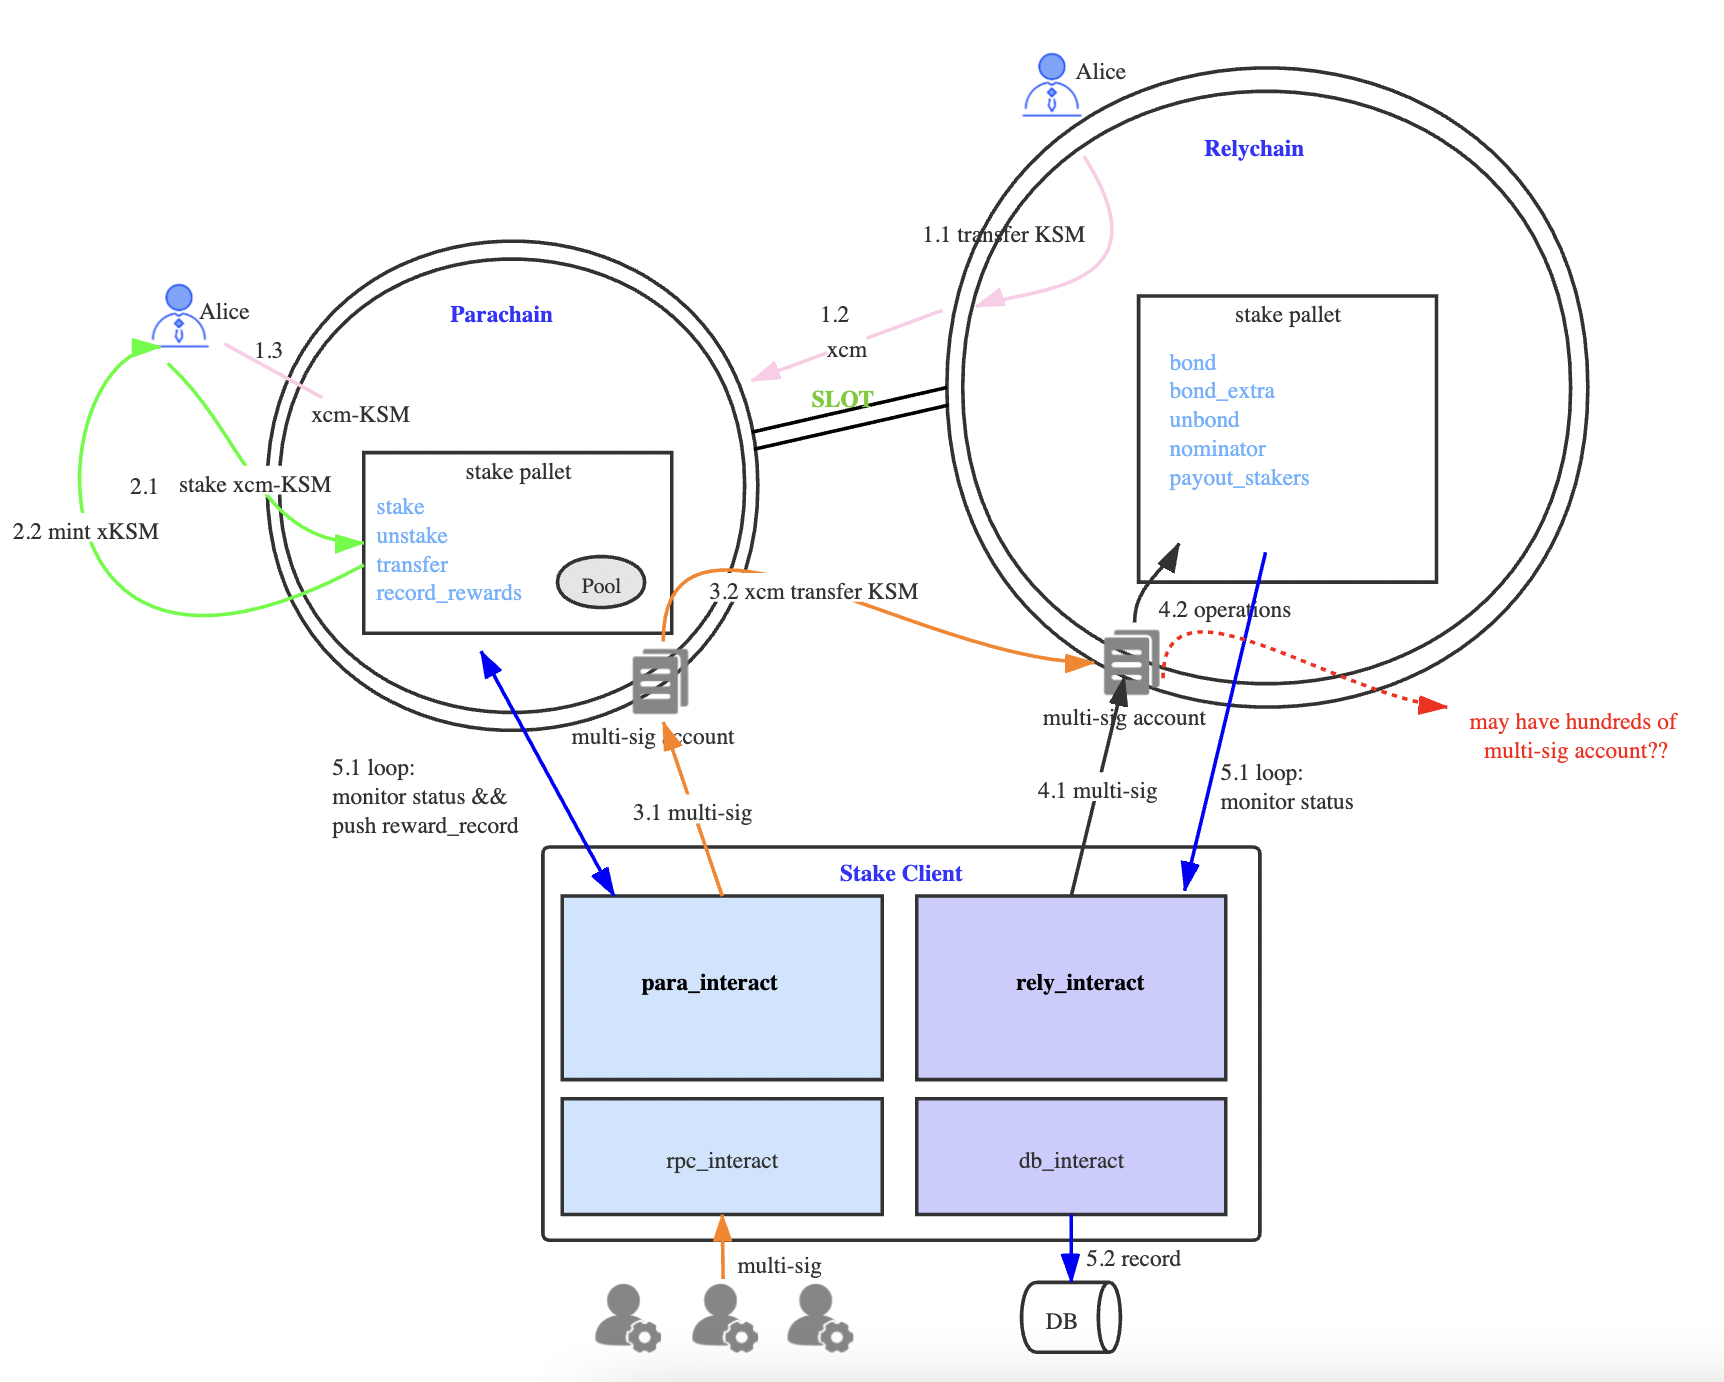 Alice
Relychain
1.1 transfer KSM
Alice
Parachain
1.2
xcm
stake pallet
bond
bond_extra
unbond
nominator
payout_stakers
1.3
xcm-KSM
SLOT
stake pallet
stake
unstake
transfer
record_rewards
Pool
2.1 stake xcm-KSM
2.2 mint xKSM
3.2 xcm transfer KSM
4.2 operations
multi-sig account
multi-sig account
may have hundreds of
multi-sig account??
5.1 loop:
monitor status &&
push reward_record
3.1 multi-sig
4.1 multi-sig
5.1 loop:
monitor status
Stake Client
para_interact
rely_interact
rpc_interact
db_interact
multi-sig
5.2 record
DB